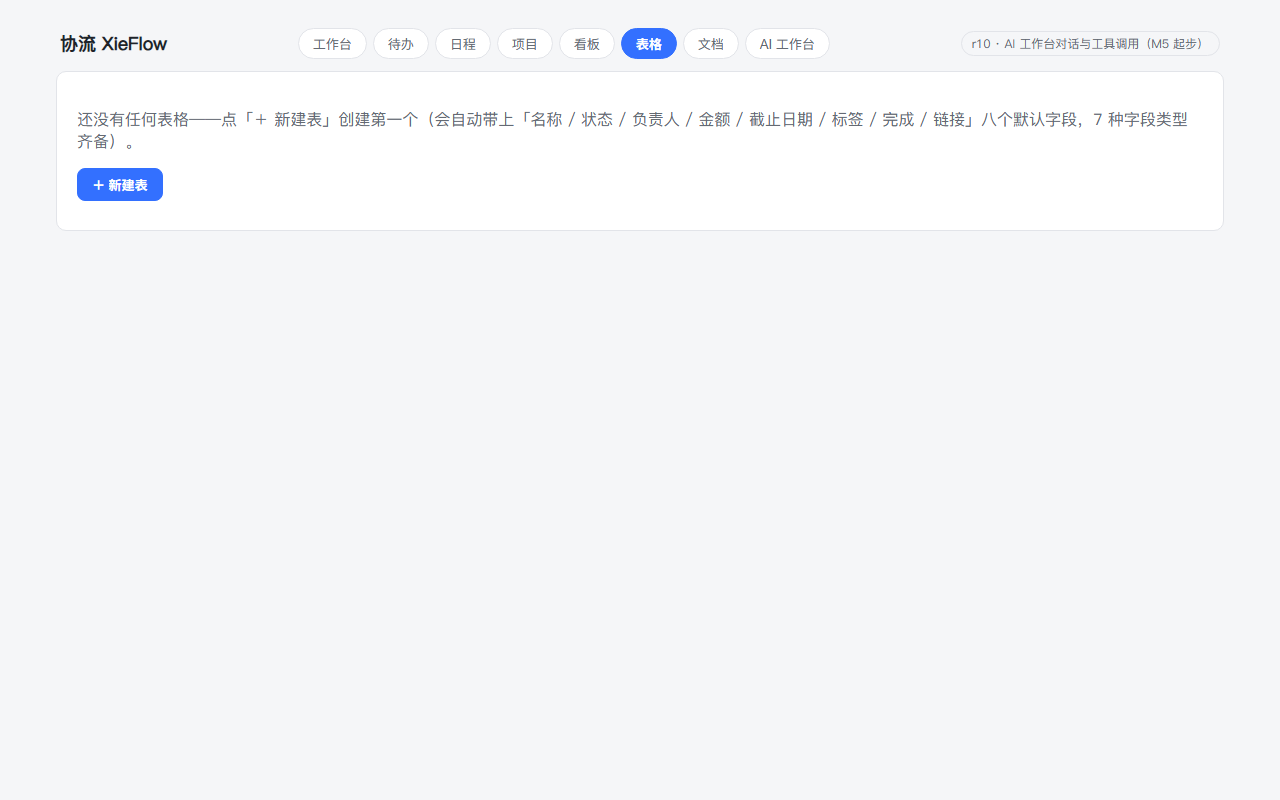 协流 XieFlow
工作台
待办
日程
项目
看板
表格
文档
AI 工作台
r10 · AI 工作台对话与工具调用（M5 起步）
还没有任何表格——点「＋ 新建表」创建第一个（会自动带上「名称 / 状态 / 负责人 / 金额 / 截止日期 / 标签 / 完成 / 链接」八个默认字段，7 种字段类型
齐备）。
＋ 新建表